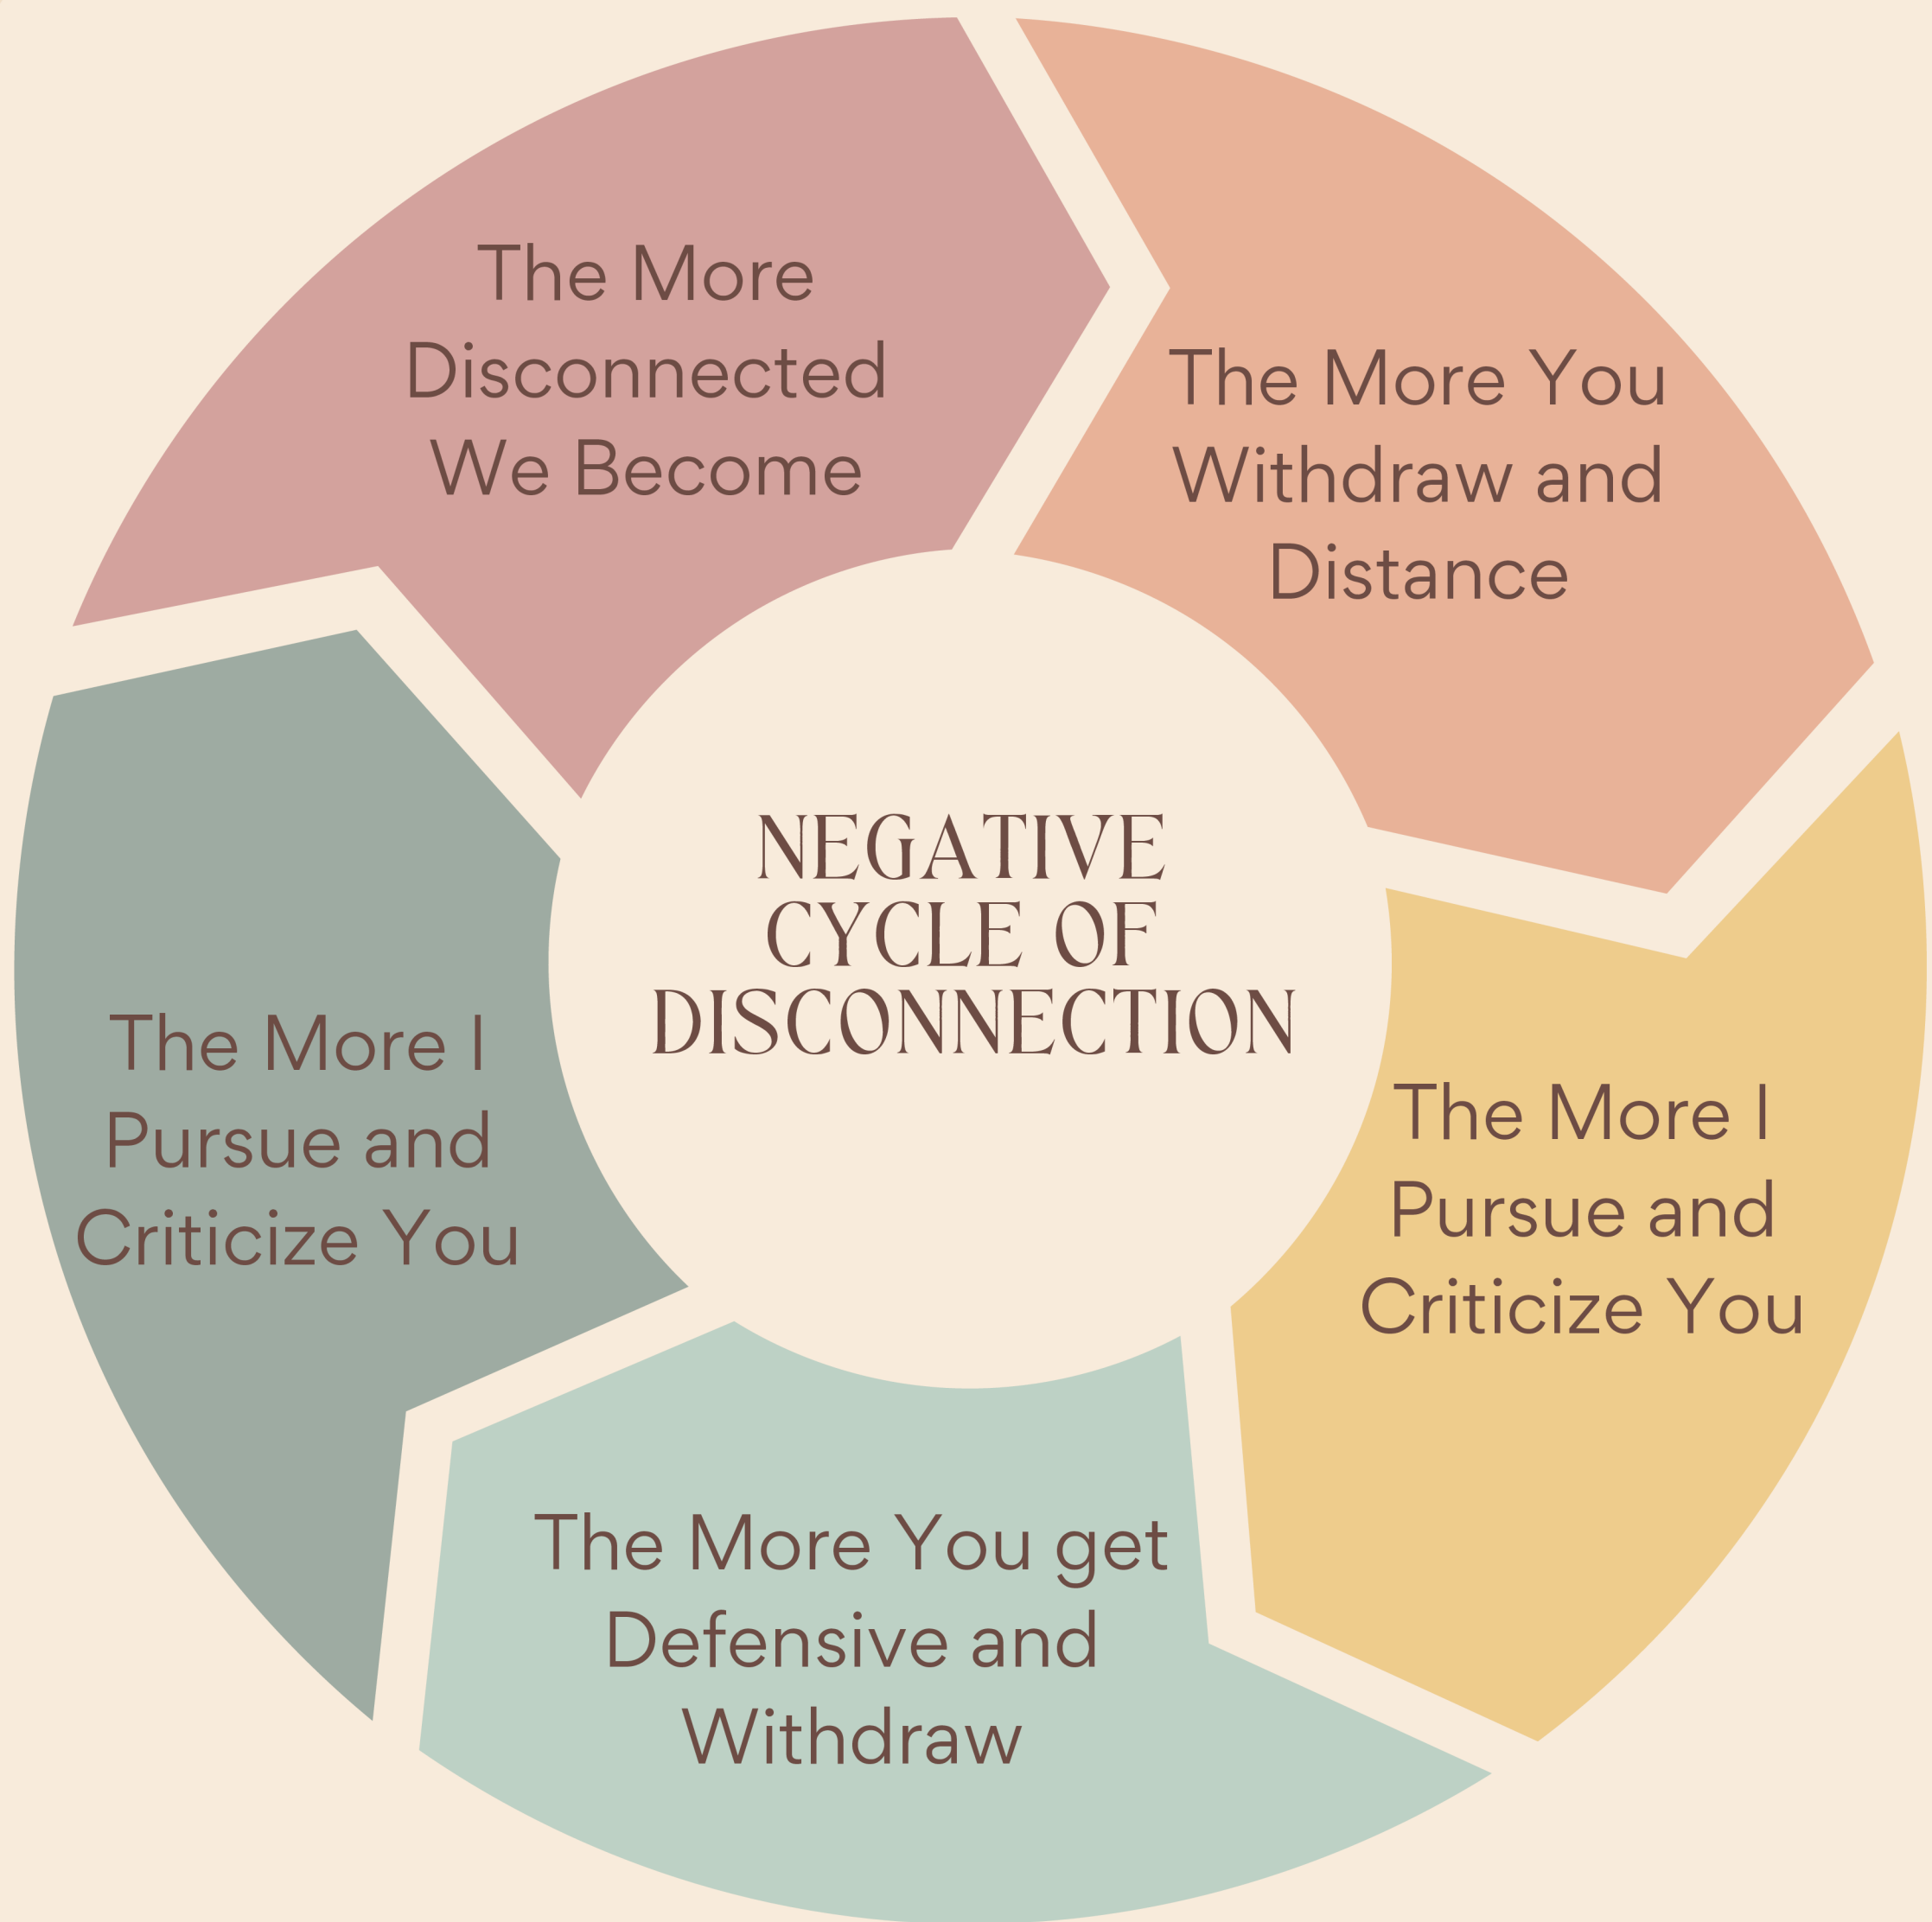 The More
Disconnected
We Become
The More You
Withdraw and
Distance
NEGATIVE
CYCLE OF
DISCONNECTION
The More I
Pursue and
Criticize You
The More You get
Defensive and
Withdraw
The More I
Pursue and
Criticize You